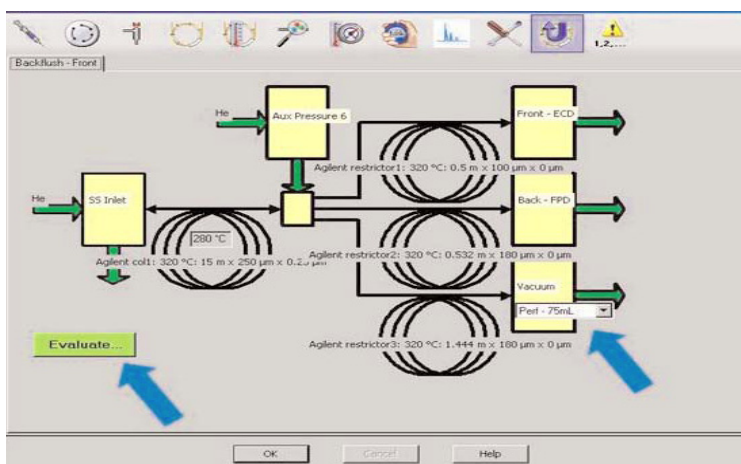 1,2,...
Backflush - Front
He
Aux Pressure 6
Front - ECD
Agilent restrictor1: 320 °C: 0.5 m x 100 µm x 0 µm
He
SS Inlet
Back - FPD
280 °C
Agilent col1: 320 °C: 15 m x 250 µm x 0.25 µm
Agilent restrictor2: 320 °C: 0.532 m x 180 µm x 0 µm
Vacuum
Perf - 75mL
Evaluate...
Agilent restrictor3: 320 °C: 1.444 m x 180 µm x 0 µm
OK
Cancel
Help